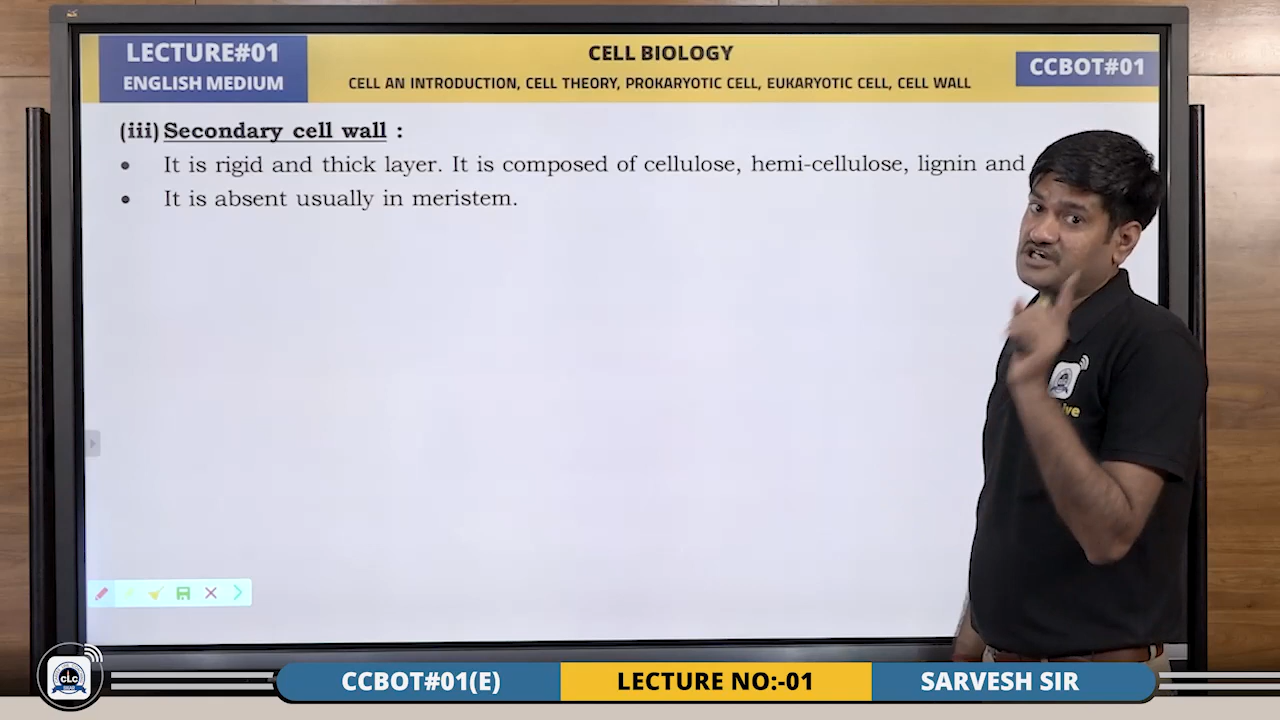 LECTURE#01
ENGLISH MEDIUM
CELL BIOLOGY
CELL AN INTRODUCTION, CELL THEORY, PROKARYOTIC CELL, EUKARYOTIC CELL, CELL WALL
CCBOT#01
(iii) Secondary cell wall :
• It is rigid and thick layer. It is composed of cellulose, hemi-cellulose, lignin and
• It is absent usually in meristem.
CLC
CCBOT#01(E)
LECTURE NO:-01
SARVESH SIR